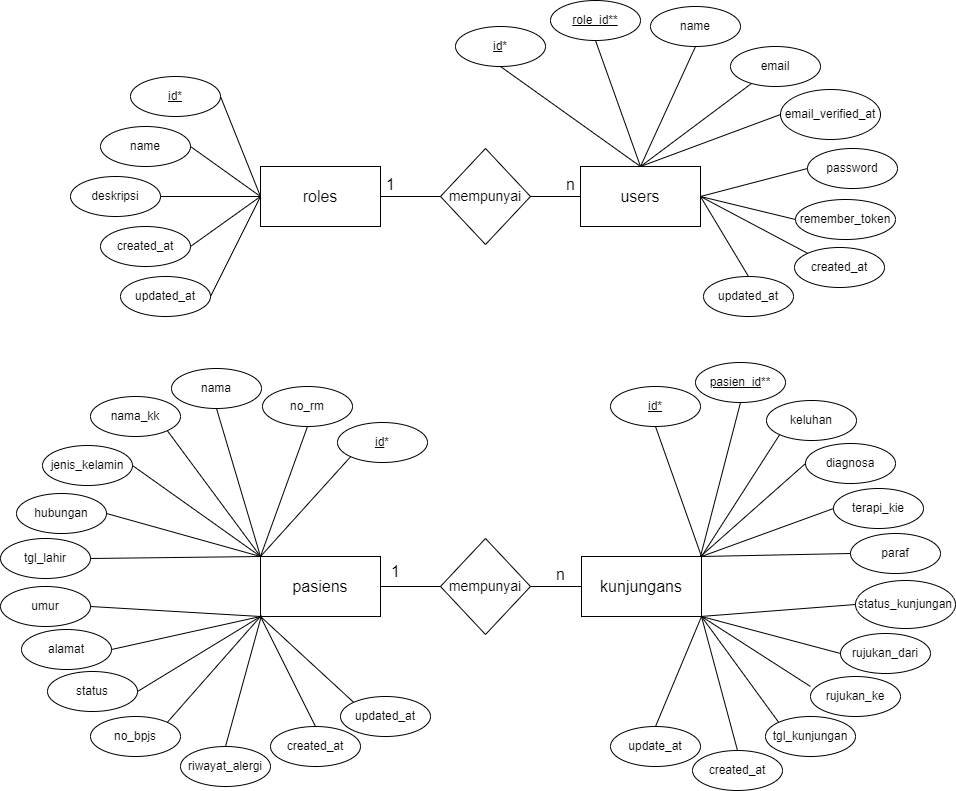 role_id**
name
id*
email
id*
email_verified_at
name
password
deskripsi
roles
1
mempunyai
n
users
remember_token
created_at
created_at
updated_at
updated_at
nama
pasien_id**
no_rm
id*
nama_kk
keluhan
id*
jenis_kelamin
diagnosa
hubungan
terapi_kie
tgl_lahir
paraf
pasiens
1
mempunyai
n
kunjungans
umur
status_kunjungan
alamat
rujukan_dari
status
rujukan_ke
updated_at
no_bpjs
tgl_kunjungan
created_at
update_at
riwayat_alergi
created_at